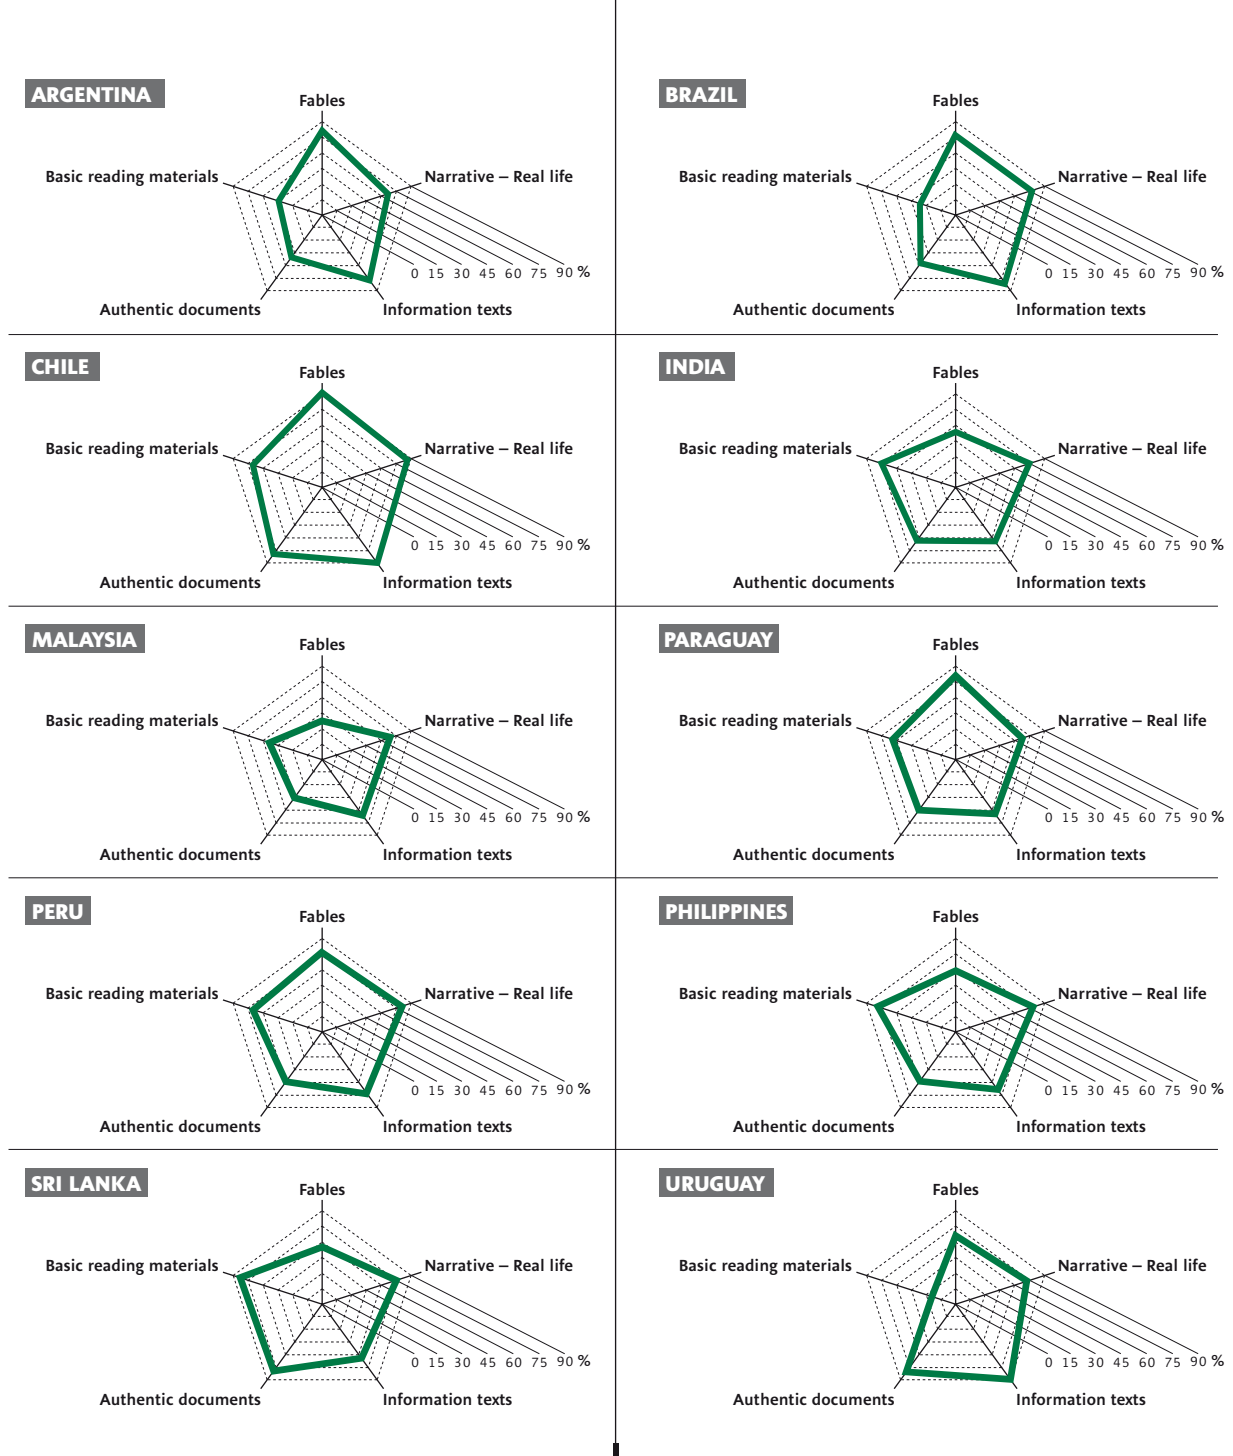 ARGENTINA
Fables
Basic reading materials
Narrative – Real life
0 15 30 45 60 75 90 %
Authentic documents
Information texts
BRAZIL
Fables
Basic reading materials
Narrative – Real life
0 15 30 45 60 75 90 %
Authentic documents
Information texts
CHILE
Fables
Basic reading materials
Narrative – Real life
0 15 30 45 60 75 90 %
Authentic documents
Information texts
INDIA
Fables
Basic reading materials
Narrative – Real life
0 15 30 45 60 75 90 %
Authentic documents
Information texts
MALAYSIA
Fables
Basic reading materials
Narrative – Real life
0 15 30 45 60 75 90 %
Authentic documents
Information texts
PARAGUAY
Fables
Basic reading materials
Narrative – Real life
0 15 30 45 60 75 90 %
Authentic documents
Information texts
PERU
Fables
Basic reading materials
Narrative – Real life
0 15 30 45 60 75 90 %
Authentic documents
Information texts
PHILIPPINES
Fables
Basic reading materials
Narrative – Real life
0 15 30 45 60 75 90 %
Authentic documents
Information texts
SRI LANKA
Fables
Basic reading materials
Narrative – Real life
0 15 30 45 60 75 90 %
Authentic documents
Information texts
URUGUAY
Fables
Basic reading materials
Narrative – Real life
0 15 30 45 60 75 90 %
Authentic documents
Information texts